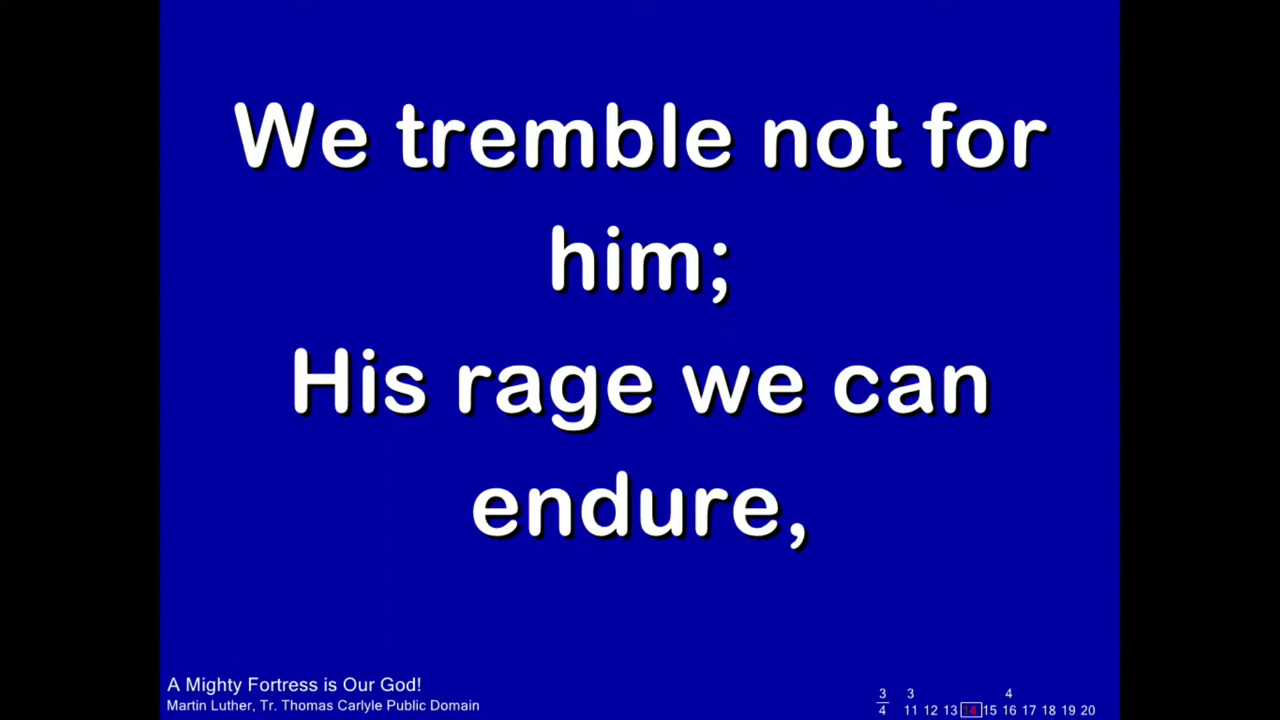 We tremble not for
him;
His rage we can
endure,
A Mighty Fortress is Our God!
Martin Luther, Tr. Thomas Carlyle Public Domain
3 3 4
4 11 12 13 14 15 16 17 18 19 20